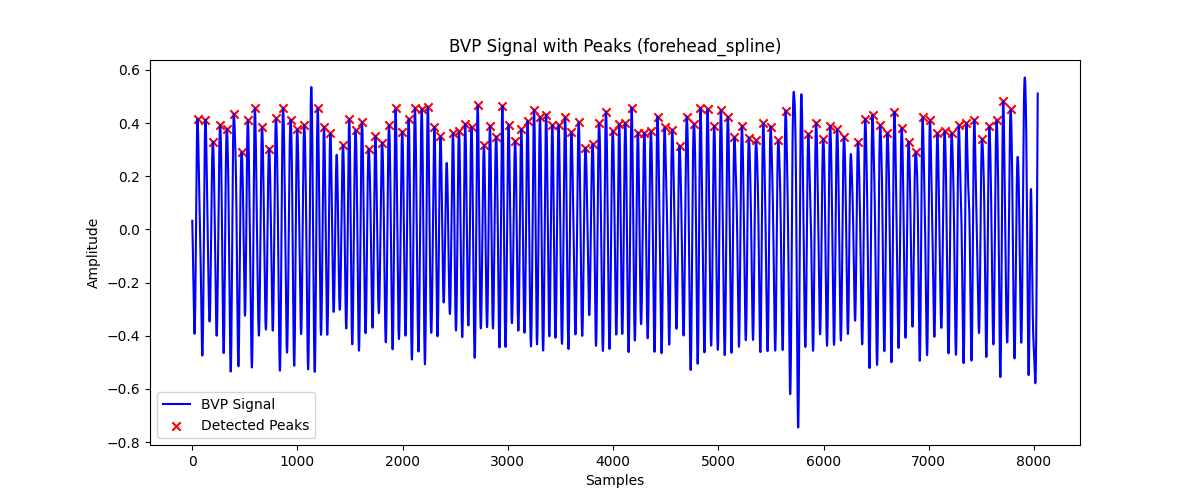 BVP Signal with Peaks (forehead_spline)
0.6
0.4
0.2
0.0
−0.2
−0.4
−0.6
−0.8
Amplitude
BVP Signal
Detected Peaks
0 1000 2000 3000 4000 5000 6000 7000 8000
Samples